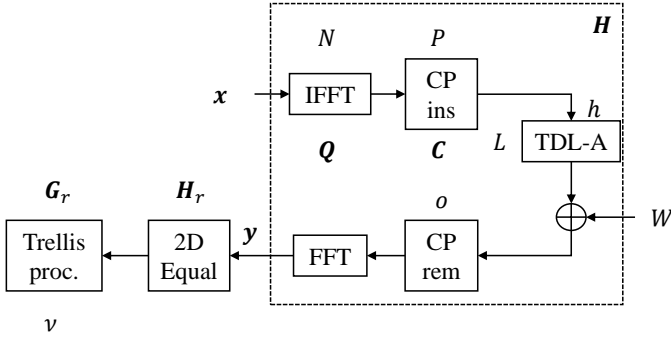 N
P
H
x
IFFT
CP
ins
h
Q
C
L
TDL-A
G_r
H_r
o
W
y
Trellis
proc.
2D
Equal
FFT
CP
rem
ν